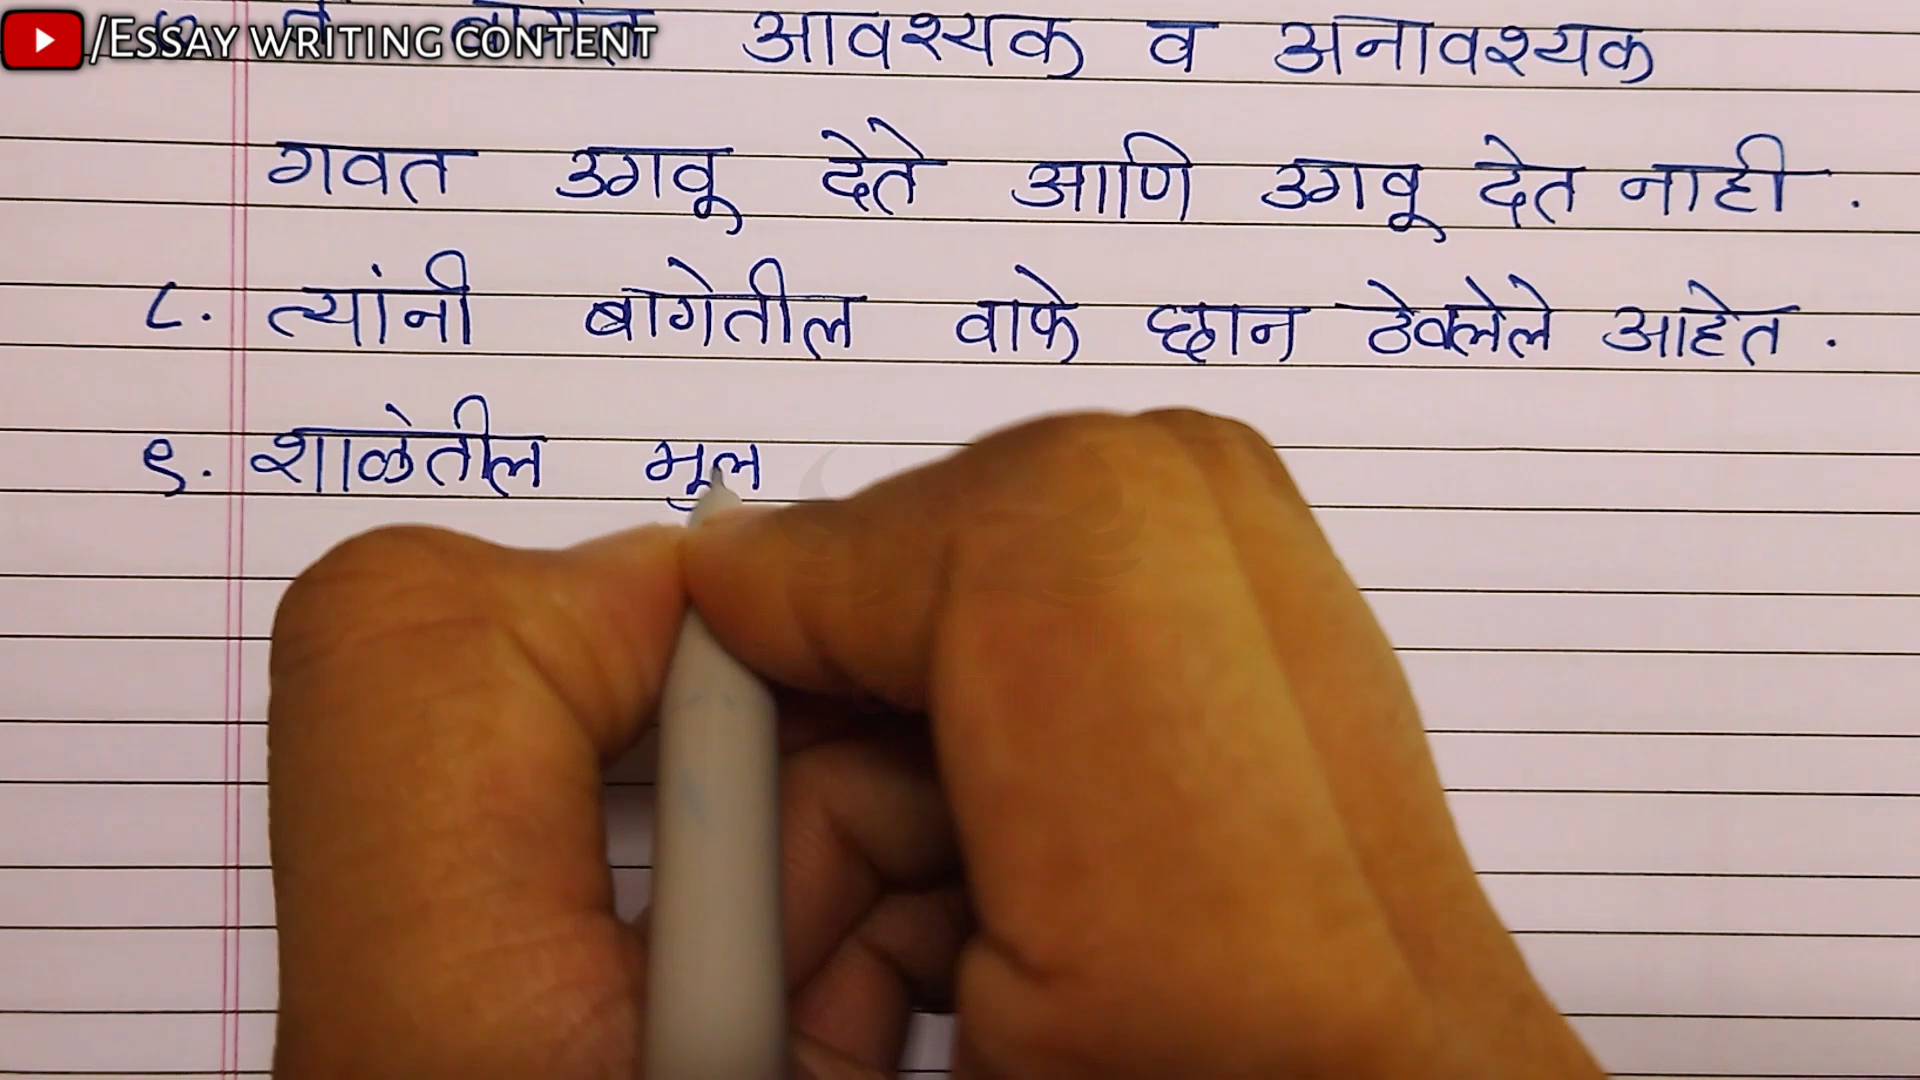 /ESSAY WRITING CONTENT
आवश्यक व अनावश्यक
गवत उगवू देते आणि उगवू देत नाही .
८. त्यांनी बागेतील वाफे छान ठेवलेले आहेत .
९. शाळेतील मूल